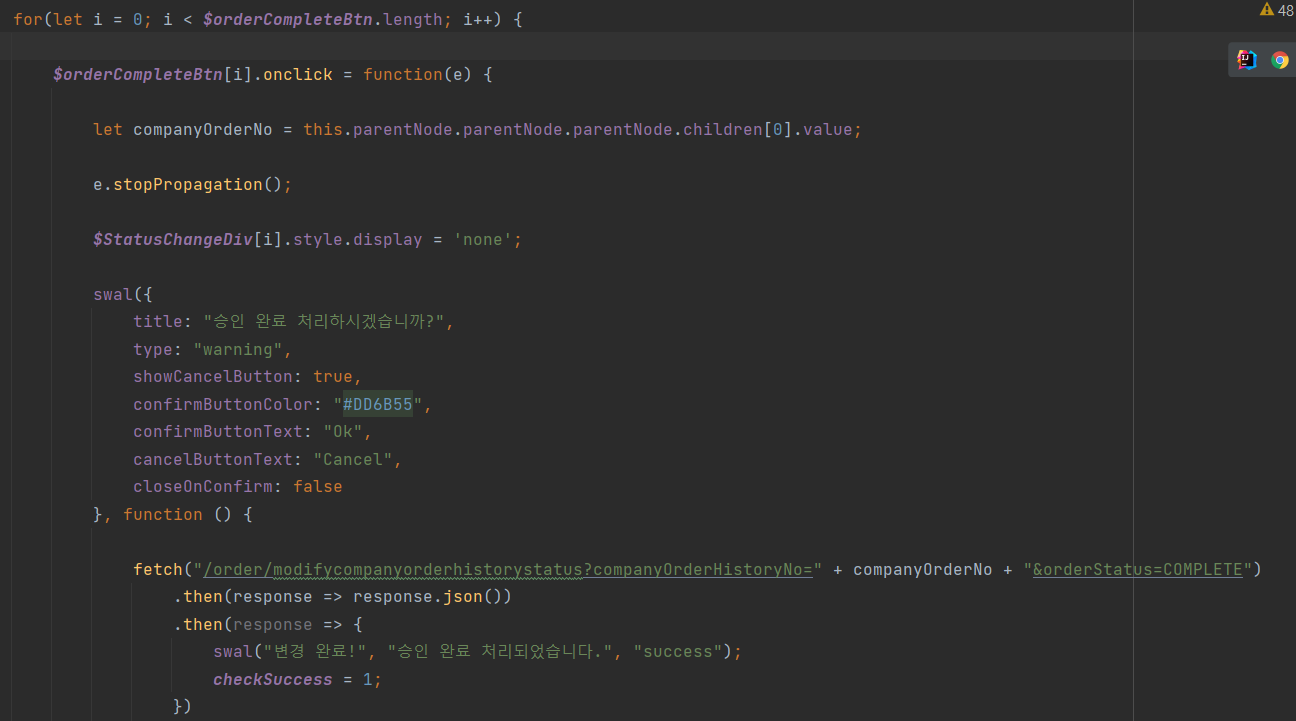 for(let i = 0; i < $orderCompleteBtn.length; i++) {
48
$orderCompleteBtn[i].onclick = function(e) {
let companyOrderNo = this.parentNode.parentNode.parentNode.children[0].value;
e.stopPropagation();
$StatusChangeDiv[i].style.display = 'none';
swal({
title: "승인 완료 처리하시겠습니까?",
type: "warning",
showCancelButton: true,
confirmButtonColor: "#DD6B55",
confirmButtonText: "Ok",
cancelButtonText: "Cancel",
closeOnConfirm: false
}, function () {
fetch("/order/modifycompanyorderhistorystatus?companyOrderHistoryNo=" + companyOrderNo + "&orderStatus=COMPLETE")
.then(response => response.json())
.then(response => {
swal("변경 완료!", "승인 완료 처리되었습니다.", "success");
checkSuccess = 1;
})